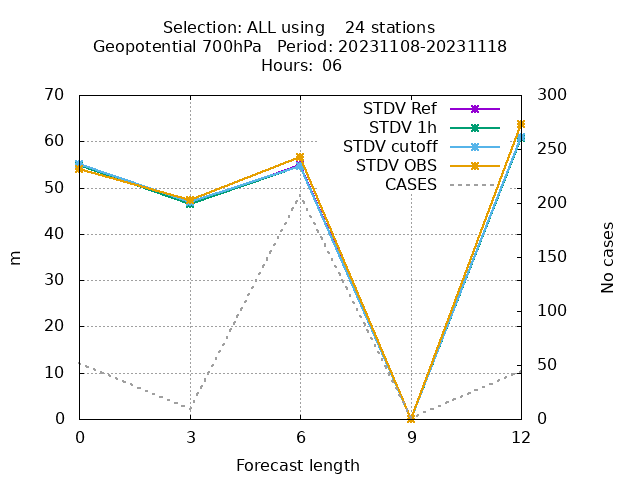 Selection: ALL using    24 stations
Geopotential 700hPa   Period: 20231108-20231118
Hours: 06
70
60
50
40
30
20
10
0
m
300
250
200
150
100
50
0
No cases
STDV Ref
STDV 1h
STDV cutoff
STDV OBS
CASES
0
3
6
9
12
Forecast length